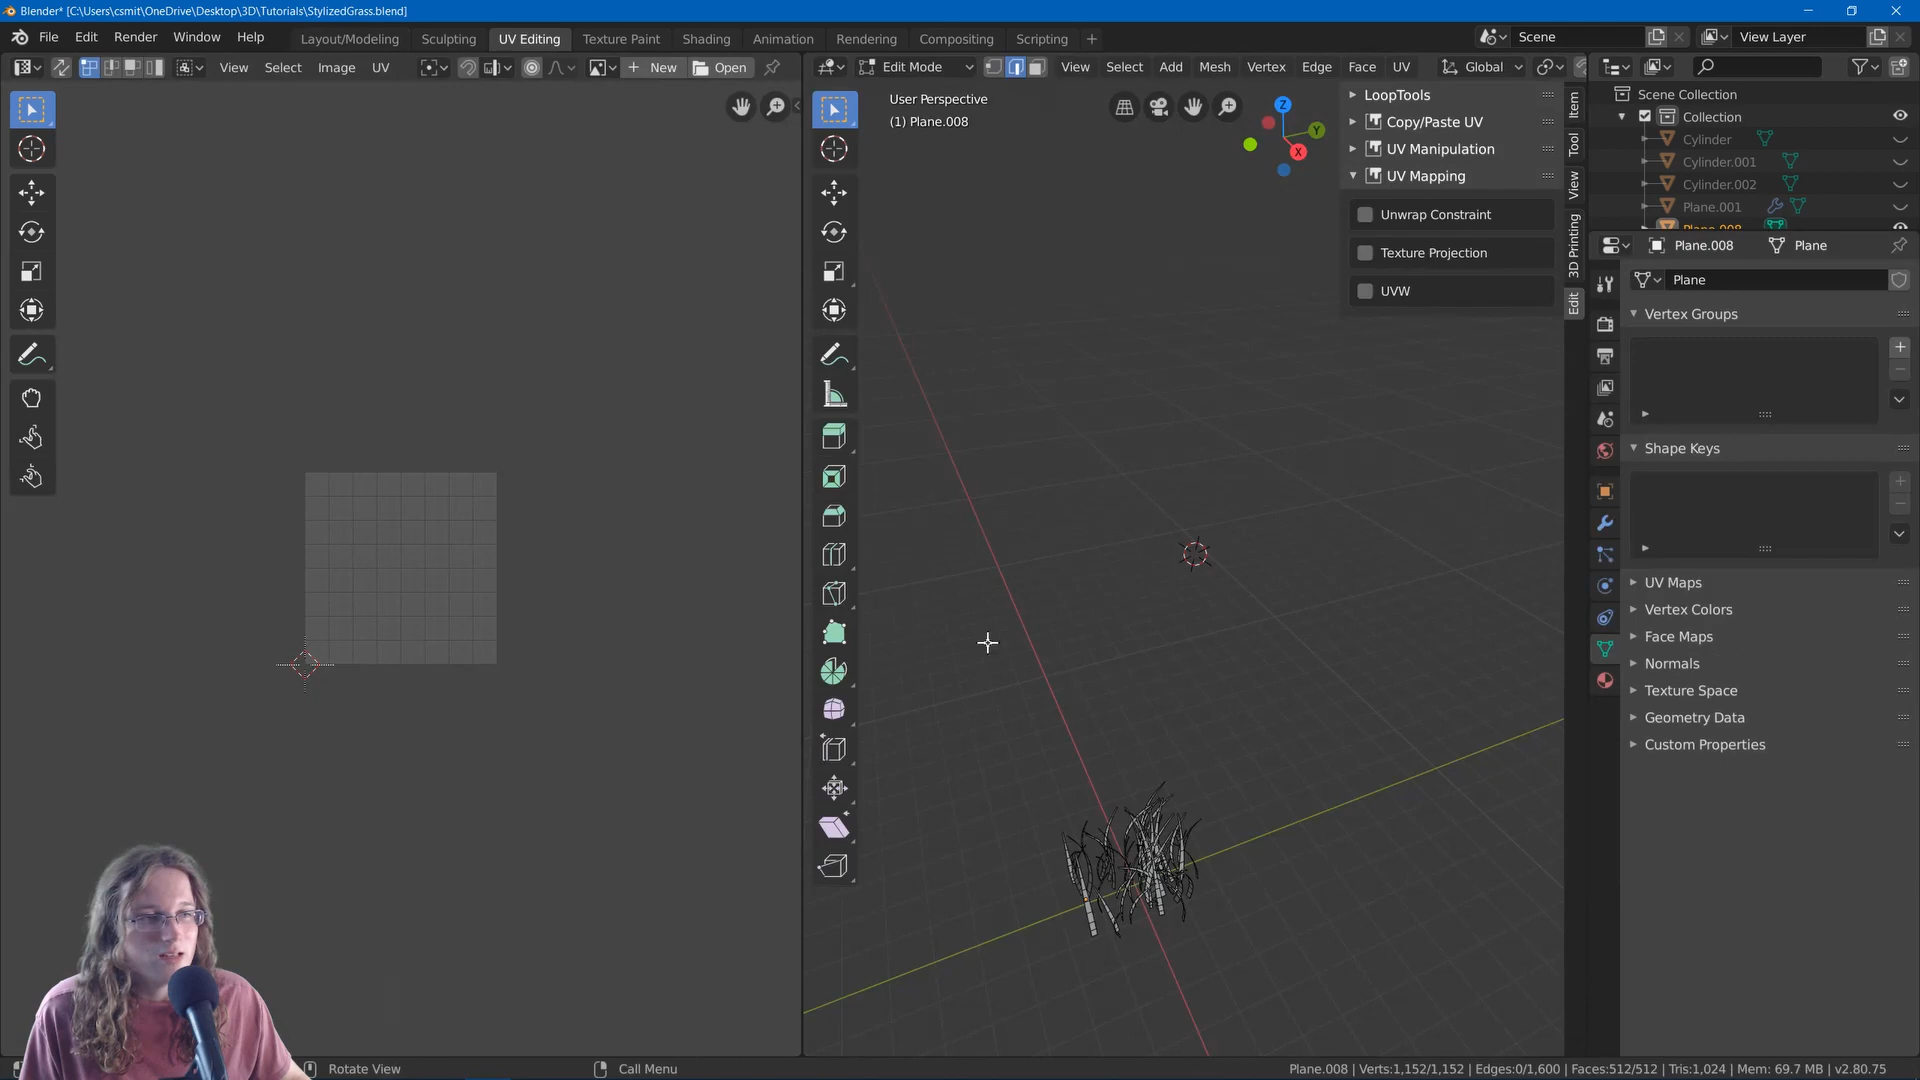 Blender* [C:\Users\csmit\OneDrive\Desktop\3D\Tutorials\StylizedGrass.blend]
File Edit Render Window Help
Layout/Modeling Sculpting UV Editing Texture Paint Shading Animation Rendering Compositing Scripting +
Scene
View Layer
View Select Image UV
New Open
Edit Mode
View Select Add Mesh Vertex Edge Face UV
Global
User Perspective
(1) Plane.008
Z
Y
X
LoopTools
Copy/Paste UV
UV Manipulation
UV Mapping
Unwrap Constraint
Texture Projection
UVW
Item
Tool
View
3D Printing
Edit
Scene Collection
Collection
Cylinder
Cylinder.001
Cylinder.002
Plane.001
Plane.008
Plane.008 Plane
Plane
Vertex Groups
Shape Keys
UV Maps
Vertex Colors
Face Maps
Normals
Texture Space
Geometry Data
Custom Properties
Rotate View
Call Menu
Plane.008 | Verts:1,152/1,152 | Edges:0/1,600 | Faces:512/512 | Tris:1,024 | Mem: 69.7 MB | v2.80.75